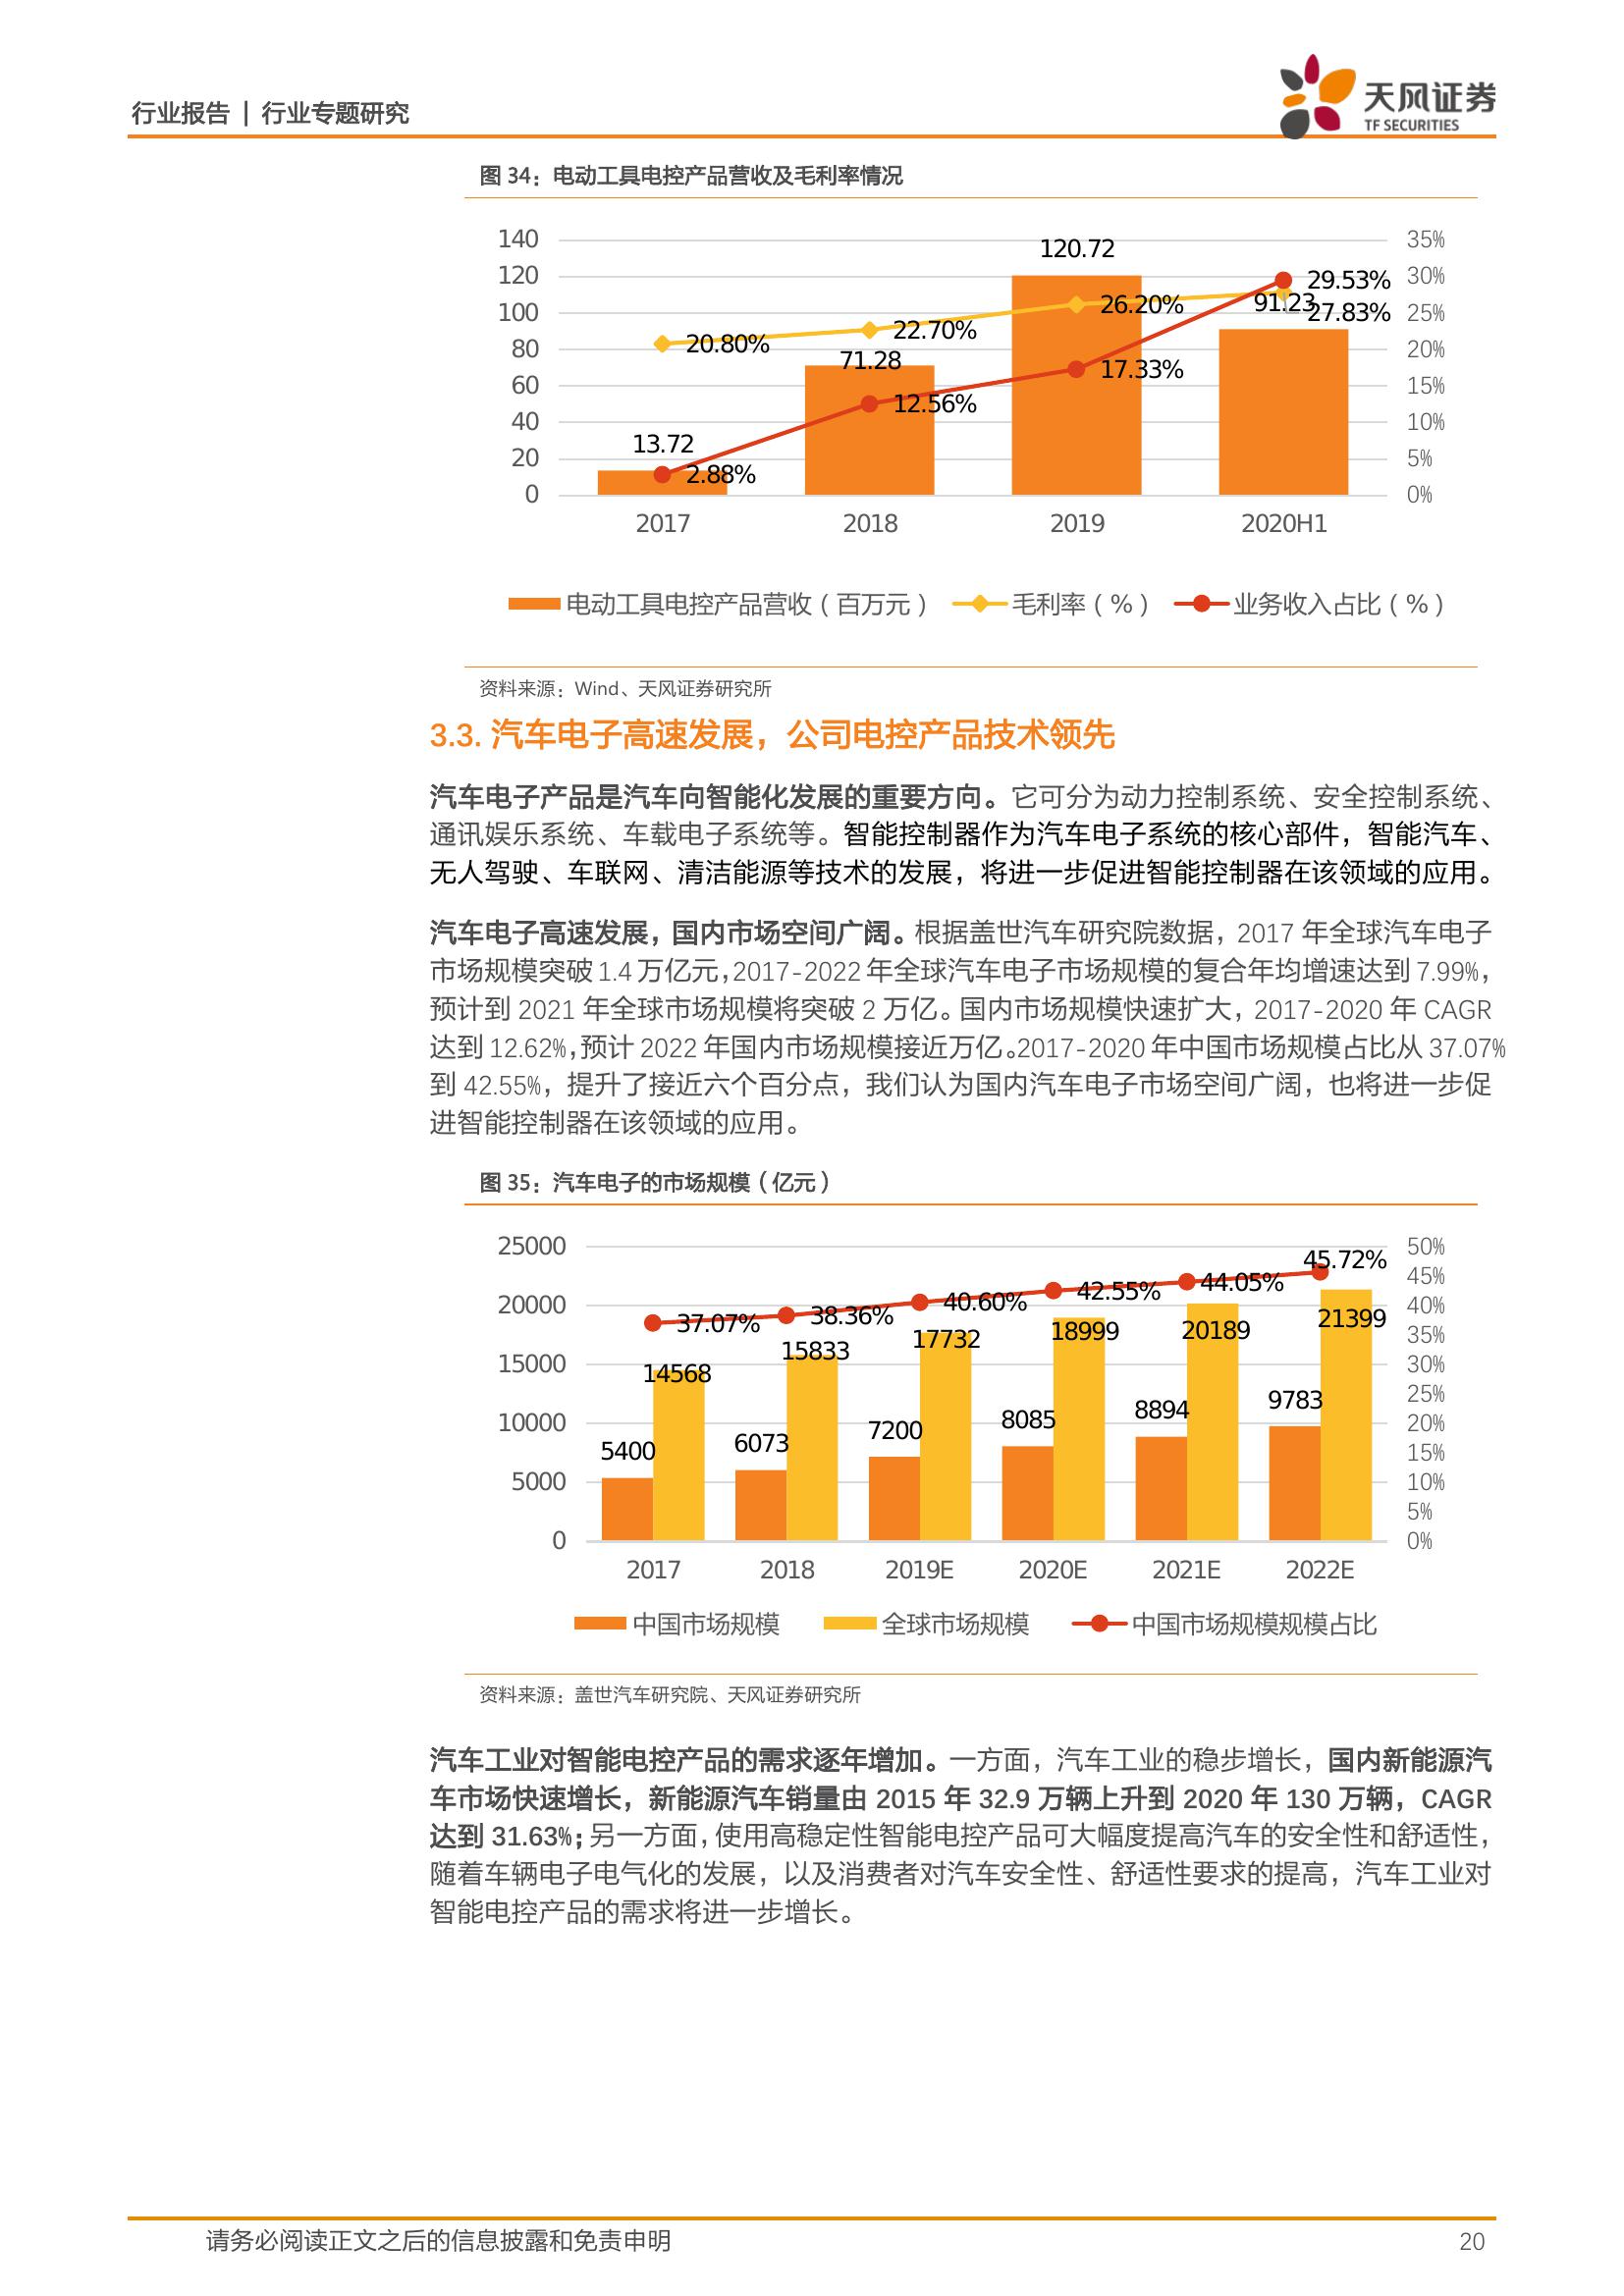 行业报告 | 行业专题研究
天风证券
TF SECURITIES
图 34：电动工具电控产品营收及毛利率情况
140
120
100
80
60
40
20
0
35%
30%
25%
20%
15%
10%
5%
0%
13.72
71.28
120.72
91.23
20.80%
22.70%
26.20%
27.83%
2.88%
12.56%
17.33%
29.53%
2017 2018 2019 2020H1
电动工具电控产品营收（百万元） 毛利率（%） 业务收入占比（%）
资料来源：Wind、天风证券研究所
3.3. 汽车电子高速发展，公司电控产品技术领先
汽车电子产品是汽车向智能化发展的重要方向。它可分为动力控制系统、安全控制系统、
通讯娱乐系统、车载电子系统等。智能控制器作为汽车电子系统的核心部件，智能汽车、
无人驾驶、车联网、清洁能源等技术的发展，将进一步促进智能控制器在该领域的应用。
汽车电子高速发展，国内市场空间广阔。根据盖世汽车研究院数据，2017 年全球汽车电子
市场规模突破 1.4 万亿元，2017-2022 年全球汽车电子市场规模的复合年均增速达到 7.99%，
预计到 2021 年全球市场规模将突破 2 万亿。国内市场规模快速扩大，2017-2020 年 CAGR
达到 12.62%，预计 2022 年国内市场规模接近万亿。2017-2020 年中国市场规模占比从 37.07%
到 42.55%，提升了接近六个百分点，我们认为国内汽车电子市场空间广阔，也将进一步促
进智能控制器在该领域的应用。
图 35：汽车电子的市场规模（亿元）
25000
20000
15000
10000
5000
0
50%
45%
40%
35%
30%
25%
20%
15%
10%
5%
0%
37.07%
38.36%
40.60%
42.55%
44.05%
45.72%
14568
15833
17732
18999
20189
21399
5400
6073
7200
8085
8894
9783
2017 2018 2019E 2020E 2021E 2022E
中国市场规模 全球市场规模 中国市场规模规模占比
资料来源：盖世汽车研究院、天风证券研究所
汽车工业对智能电控产品的需求逐年增加。一方面，汽车工业的稳步增长，国内新能源汽
车市场快速增长，新能源汽车销量由 2015 年 32.9 万辆上升到 2020 年 130 万辆，CAGR
达到 31.63%；另一方面，使用高稳定性智能电控产品可大幅度提高汽车的安全性和舒适性，
随着车辆电子电气化的发展，以及消费者对汽车安全性、舒适性要求的提高，汽车工业对
智能电控产品的需求将进一步增长。
请务必阅读正文之后的信息披露和免责申明
20